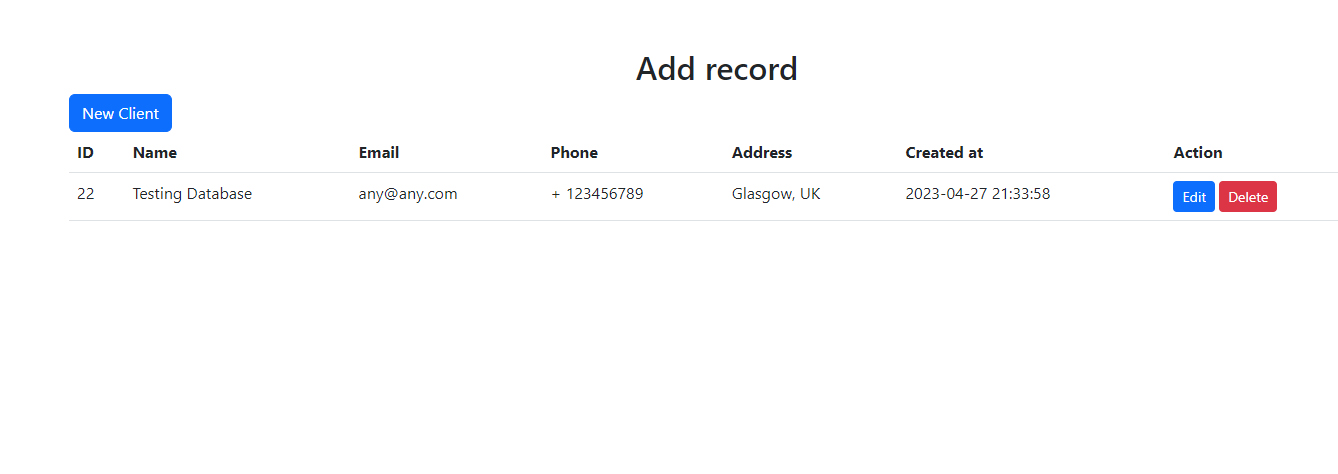 Add record
New Client
ID Name Email Phone Address Created at Action
22 Testing Database any@any.com + 123456789 Glasgow, UK 2023-04-27 21:33:58 Edit Delete